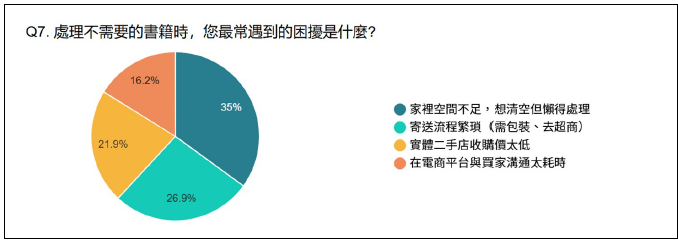 Q7. 處理不需要的書籍時，您最常遇到的困擾是什麼?
16.2%
35%
21.9%
26.9%
家裡空間不足，想清空但懶得處理
寄送流程繁瑣（需包裝、去超商）
實體二手店收購價太低
在電商平台與買家溝通太耗時